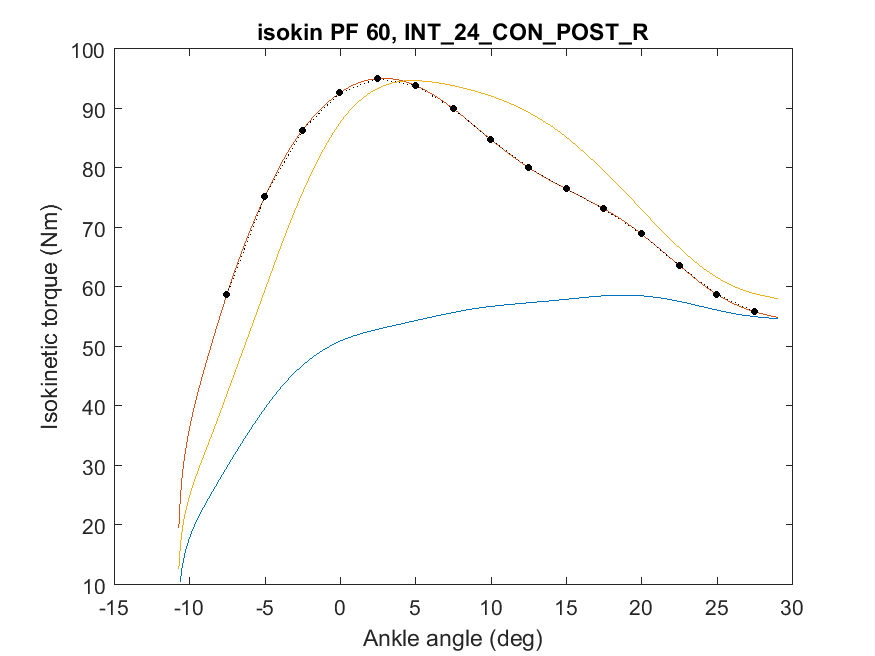 isokin PF 60, INT_24_CON_POST_R
100
90
80
70
60
50
40
30
20
10
Isokinetic torque (Nm)
-15 -10 -5 0 5 10 15 20 25 30
Ankle angle (deg)